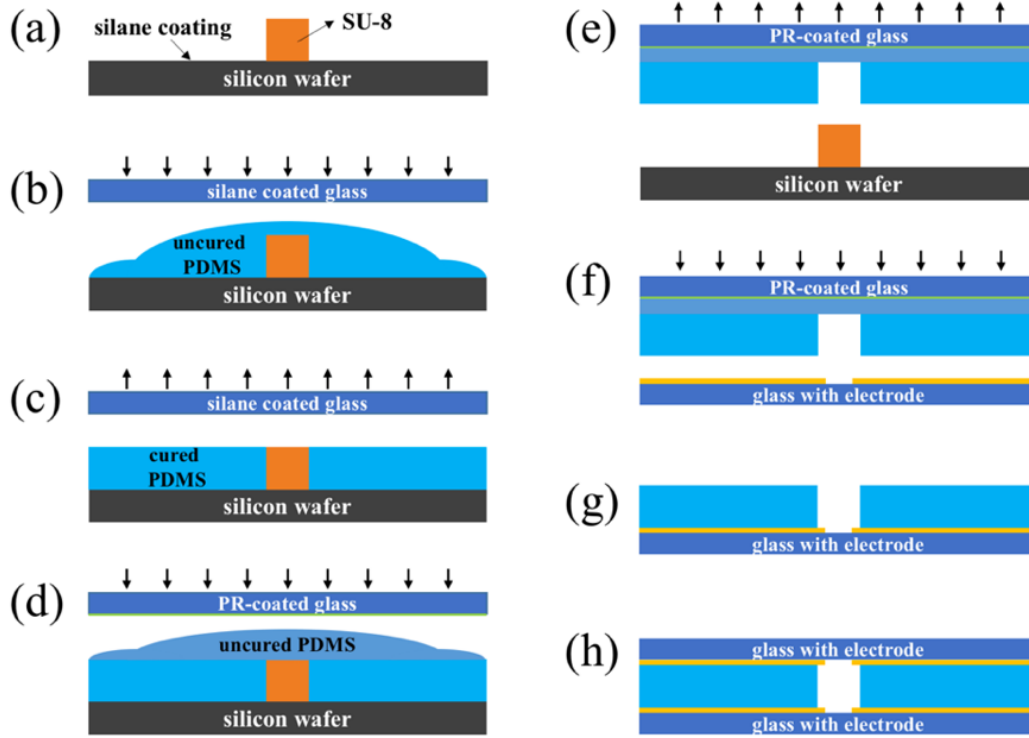 (a)
silane coating
SU-8
silicon wafer
(b)
silane coated glass
uncured
PDMS
silicon wafer
(c)
silane coated glass
cured
PDMS
silicon wafer
(d)
PR-coated glass
uncured PDMS
silicon wafer
(e)
PR-coated glass
silicon wafer
(f)
PR-coated glass
glass with electrode
(g)
glass with electrode
(h)
glass with electrode
glass with electrode